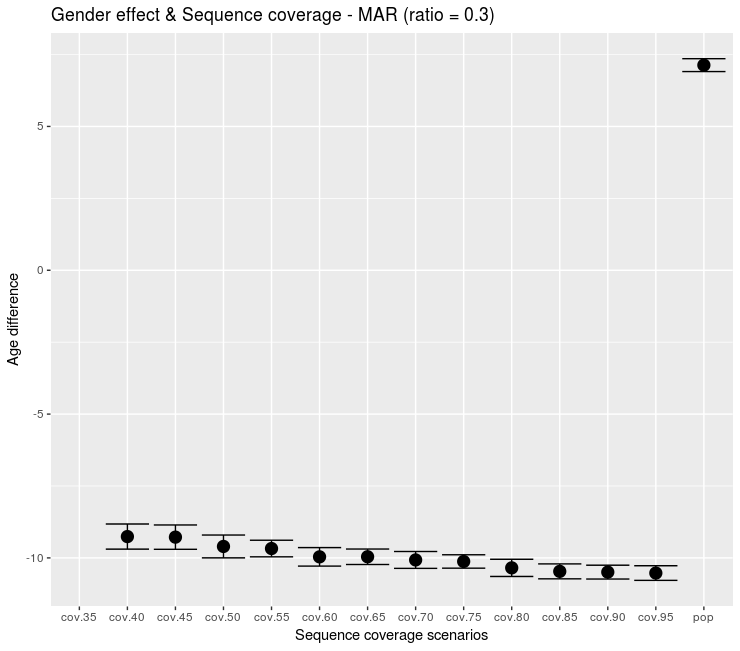 Gender effect & Sequence coverage - MAR (ratio = 0.3)
5
0
-5
-10
Age difference
cov.35 cov.40 cov.45 cov.50 cov.55 cov.60 cov.65 cov.70 cov.75 cov.80 cov.85 cov.90 cov.95 pop
Sequence coverage scenarios